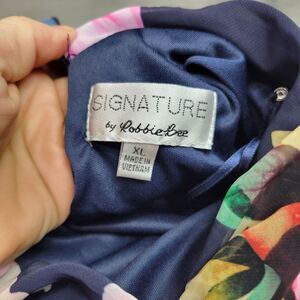 SIGNATURE
by Robbie Bee
XL
MADE IN
VIETNAM